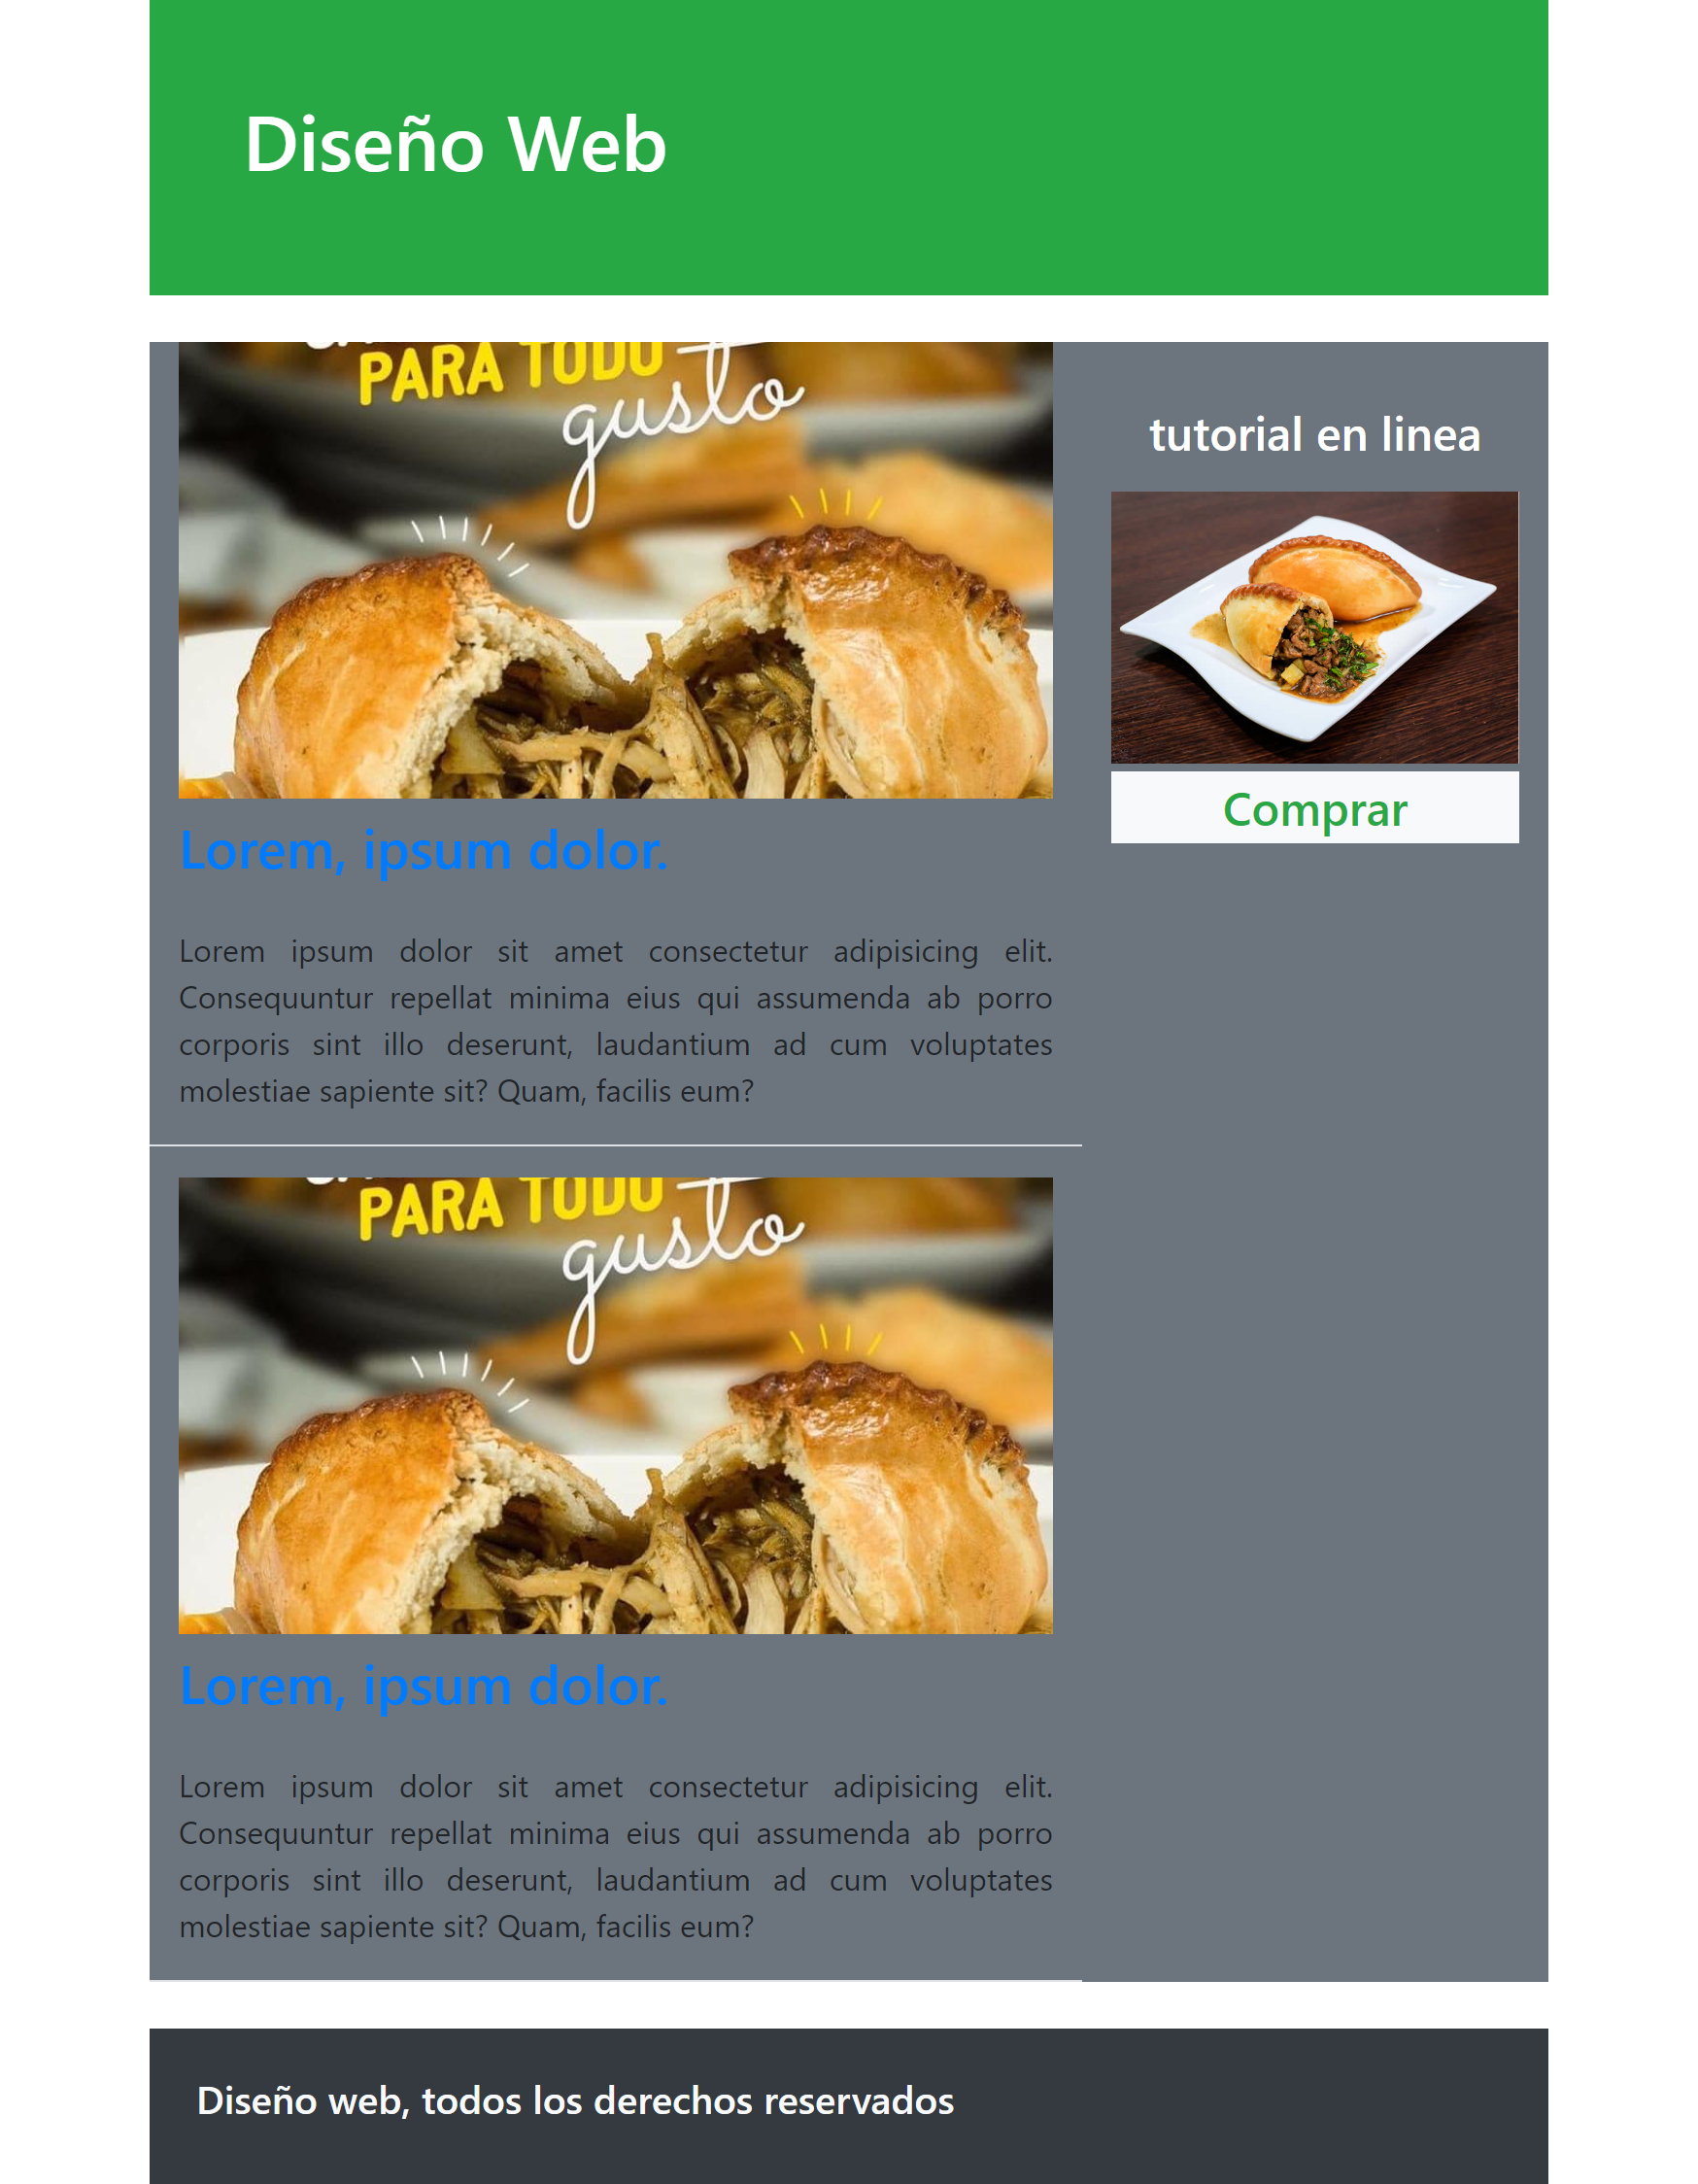 Diseño Web
PARA TODO
gusto
Lorem, ipsum dolor.
Lorem ipsum dolor sit amet consectetur adipisicing elit.
Consequuntur repellat minima eius qui assumenda ab porro
corporis sint illo deserunt, laudantium ad cum voluptates
molestiae sapiente sit? Quam, facilis eum?
PARA TODO
gusto
Lorem, ipsum dolor.
Lorem ipsum dolor sit amet consectetur adipisicing elit.
Consequuntur repellat minima eius qui assumenda ab porro
corporis sint illo deserunt, laudantium ad cum voluptates
molestiae sapiente sit? Quam, facilis eum?
tutorial en linea
Comprar
Diseño web, todos los derechos reservados